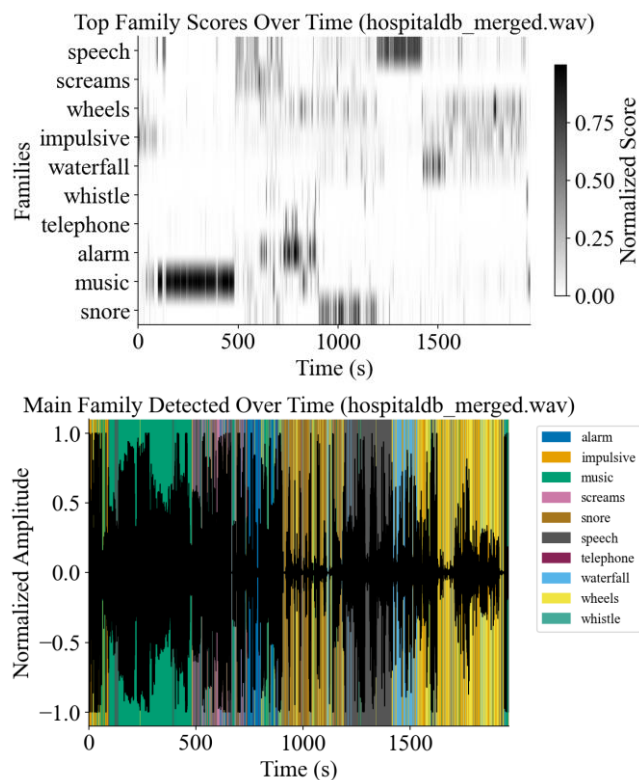 Top Family Scores Over Time (hospitaldb_merged.wav)
speech
screams
wheels
impulsive
waterfall
whistle
telephone
alarm
music
snore
Families
0 500 1000 1500
Time (s)
0.75
0.50
0.25
0.00
Normalized Score
Main Family Detected Over Time (hospitaldb_merged.wav)
1.0
0.5
0.0
−0.5
−1.0
Normalized Amplitude
0 500 1000 1500
Time (s)
alarm
impulsive
music
screams
snore
speech
telephone
waterfall
wheels
whistle